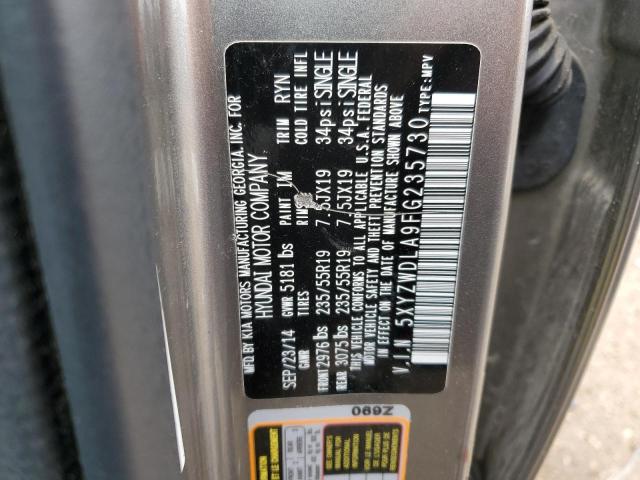 MFD.BY KIA MOTORS MANUFACTURING GEORGIA, INC. FOR
HYUNDAI MOTOR COMPANY
SEP/23/14 PAINT TRIM RYN
GAWR GVWR 5181 lbs TIRES RIMS COLD TIRE INFL
FRONT 2976 lbs 235/55R19 7.5JX19 34psi SINGLE
REAR 3075 lbs 235/55R19 7.5JX19 34psi SINGLE
THIS VEHICLE CONFORMS TO ALL APPLICABLE U.S.A. FEDERAL
MOTOR VEHICLE SAFETY AND THEFT PREVENTION STANDARDS
IN EFFECT ON THE DATE OF MANUFACTURE SHOWN ABOVE
V.I.N 5XYZWDLA9FG235730 TYPE:MPV
Z690